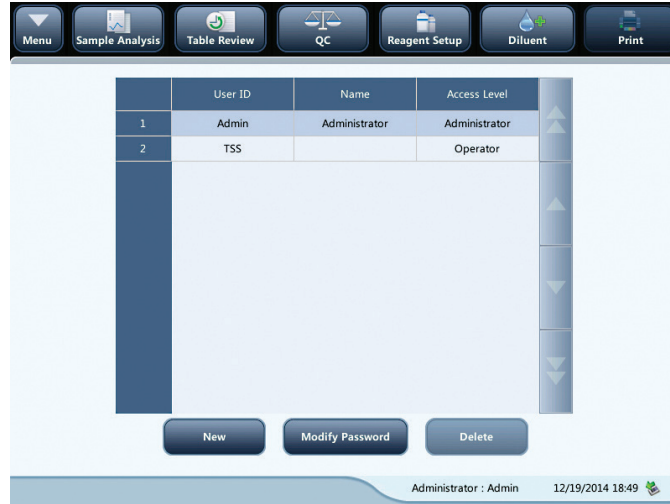 Menu Sample Analysis Table Review QC Reagent Setup Diluent Print
User ID Name Access Level
1 Admin Administrator Administrator
2 TSS Operator
New Modify Password Delete
Administrator : Admin 12/19/2014 18:49